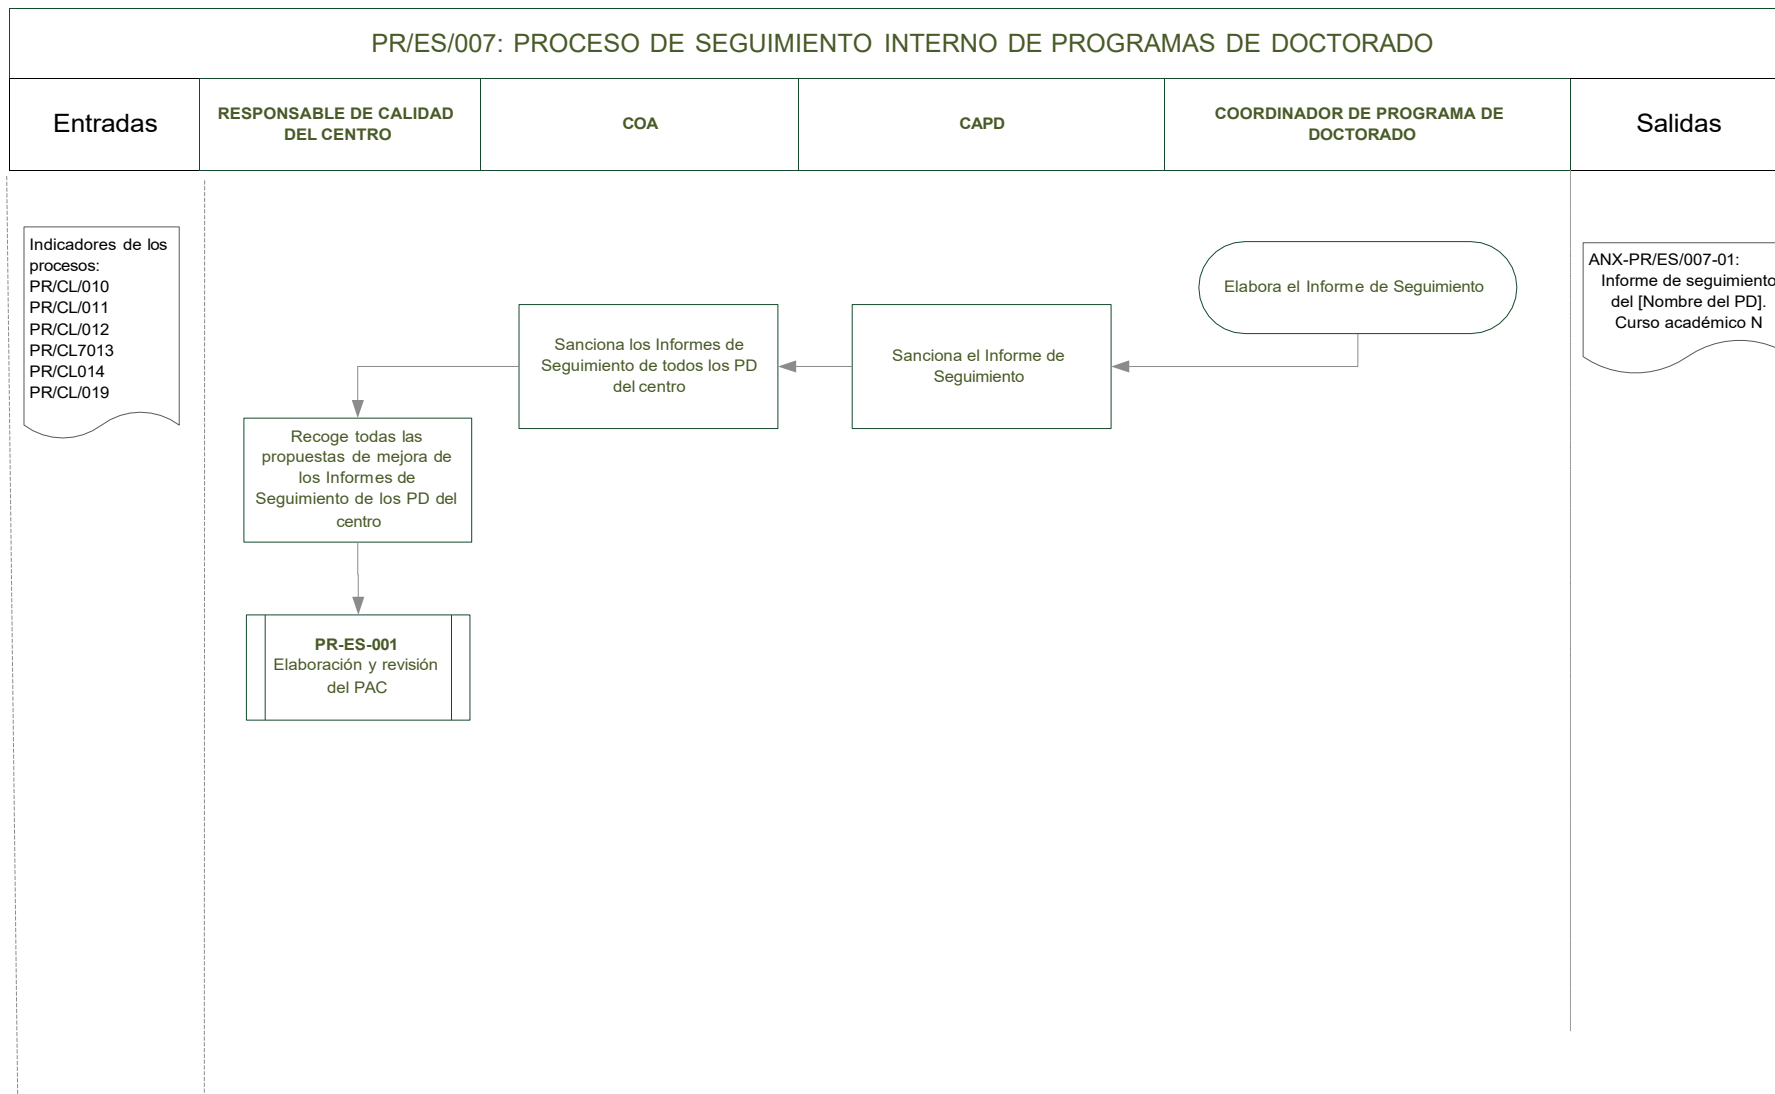 PR/ES/007: PROCESO DE SEGUIMIENTO INTERNO DE PROGRAMAS DE DOCTORADO
Entradas
RESPONSABLE DE CALIDAD
DEL CENTRO
COA
CAPD
COORDINADOR DE PROGRAMA DE
DOCTORADO
Salidas
Indicadores de los
procesos:
PR/CL/010
PR/CL/011
PR/CL/012
PR/CL7013
PR/CL014
PR/CL/019
Elabora el Informe de Seguimiento
Sanciona el Informe de
Seguimiento
Sanciona los Informes de
Seguimiento de todos los PD
del centro
Recoge todas las
propuestas de mejora de
los Informes de
Seguimiento de los PD del
centro
PR-ES-001
Elaboración y revisión
del PAC
ANX-PR/ES/007-01:
Informe de seguimiento
del [Nombre del PD].
Curso académico N